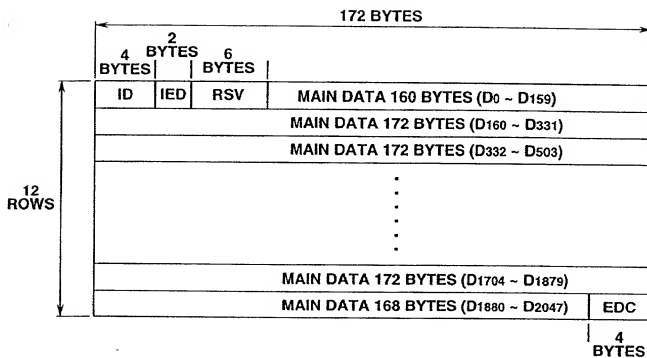 172 BYTES
4 BYTES
2 BYTES
6 BYTES
ID IED RSV MAIN DATA 160 BYTES (D0 ~ D159)
MAIN DATA 172 BYTES (D160 ~ D331)
MAIN DATA 172 BYTES (D332 ~ D503)
12 ROWS
MAIN DATA 172 BYTES (D1704 ~ D1879)
MAIN DATA 168 BYTES (D1880 ~ D2047) EDC
4 BYTES